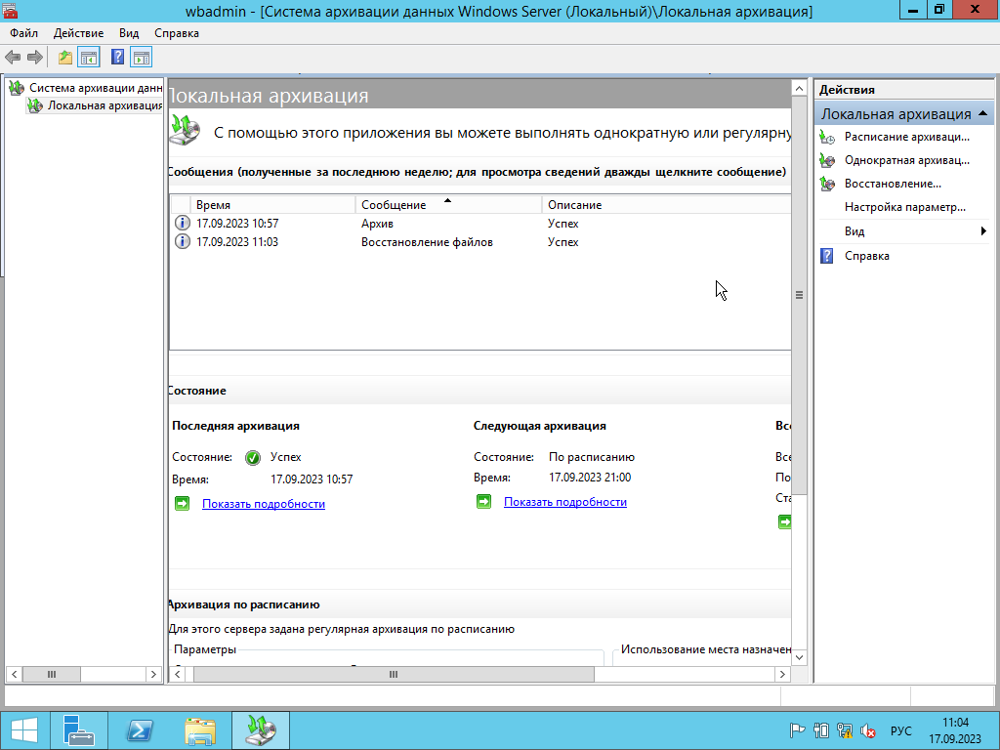 wbadmin - [Система архивации данных Windows Server (Локальный)\Локальная архивация]
Файл Действие Вид Справка
Система архивации данн
Локальная архивация
Локальная архивация
С помощью этого приложения вы можете выполнять однократную или регулярну
Сообщения (полученные за последнюю неделю; для просмотра сведений дважды щелкните сообщение)
Время Сообщение Описание
17.09.2023 10:57 Архив Успех
17.09.2023 11:03 Восстановление файлов Успех
Состояние
Последняя архивация
Состояние: Успех
Время: 17.09.2023 10:57
Показать подробности
Следующая архивация
Состояние: По расписанию
Время: 17.09.2023 21:00
Показать подробности
Все
Все
По
Ста
Архивация по расписанию
Для этого сервера задана регулярная архивация по расписанию
Параметры
Использование места назначен
Действия
Локальная архивация
Расписание архиваци...
Однократная архивац...
Восстановление...
Настройка параметр...
Вид
Справка
РУС
11:04
17.09.2023